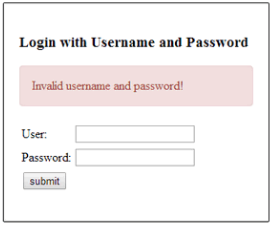 Login with Username and Password
Invalid username and password!
User:
Password:
submit